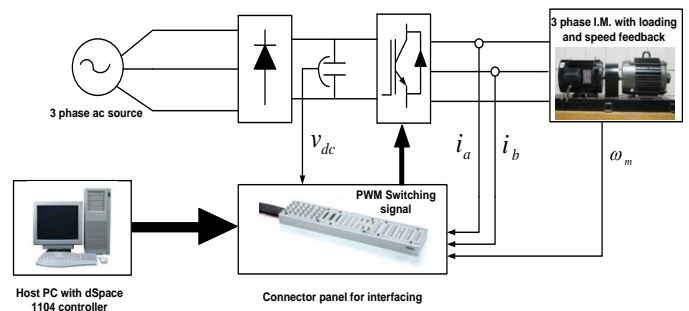 3 phase I.M. with loading
and speed feedback
3 phase ac source
v_dc
i_a
i_b
ω_m
PWM Switching
signal
Host PC with dSpace
1104 controller
Connector panel for interfacing